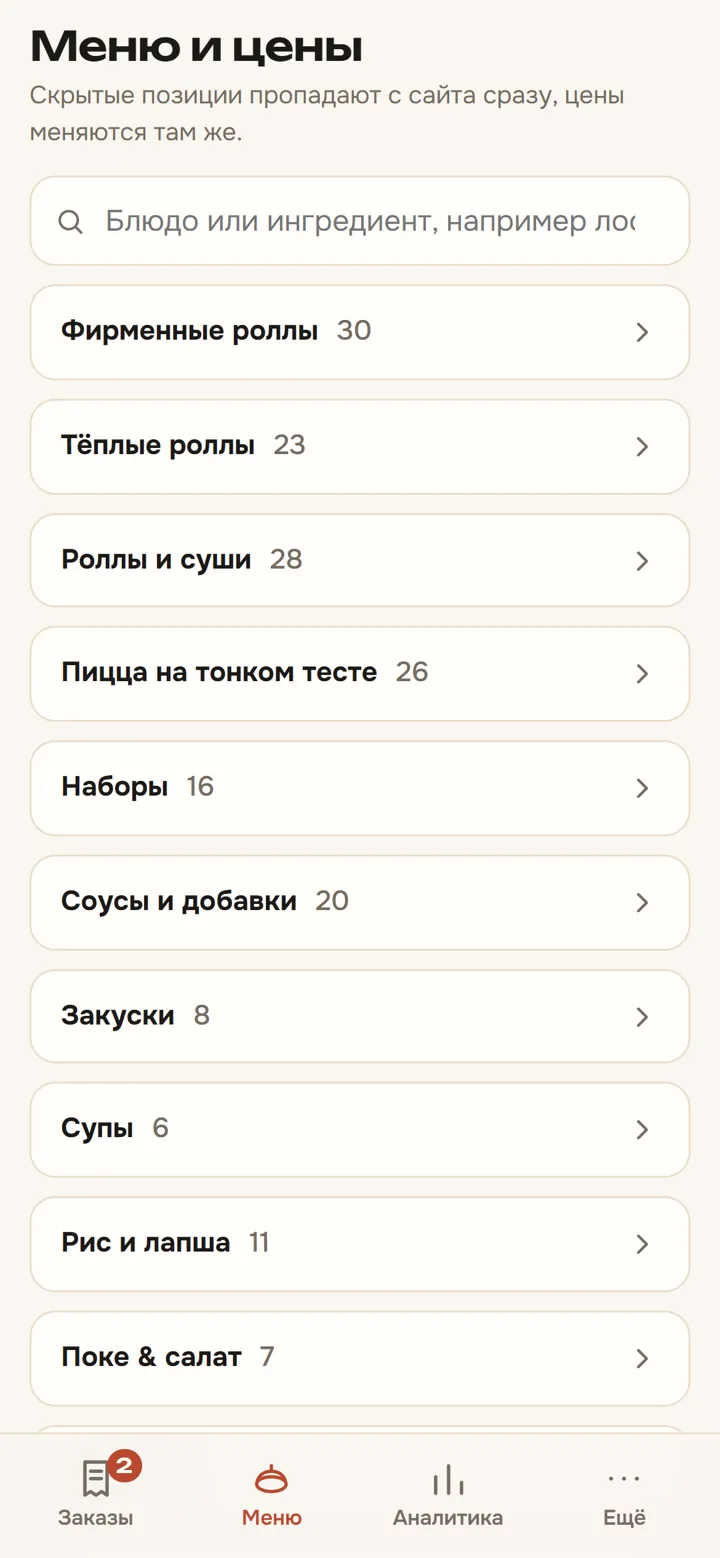 Меню и цены
Скрытые позиции пропадают с сайта сразу, цены
меняются там же.
Блюдо или ингредиент, например лос
Фирменные роллы 30
Тёплые роллы 23
Роллы и суши 28
Пицца на тонком тесте 26
Наборы 16
Соусы и добавки 20
Закуски 8
Супы 6
Рис и лапша 11
Поке & салат 7
2
Заказы
Меню
Аналитика
Ещё